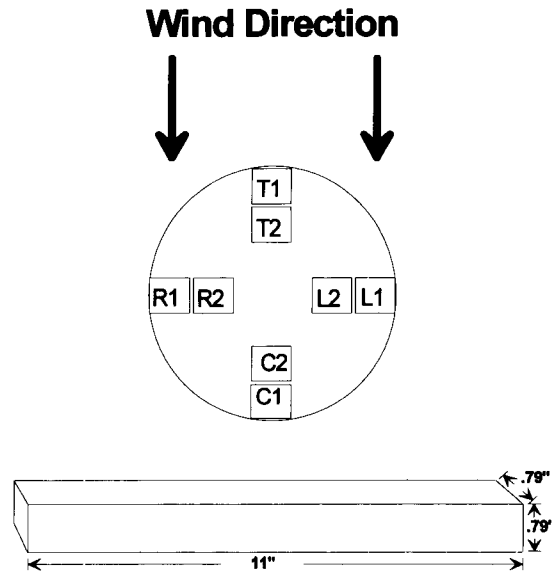 Wind Direction
T1
T2
R1 R2 L2 L1
C2
C1
.79"
.79'
11"